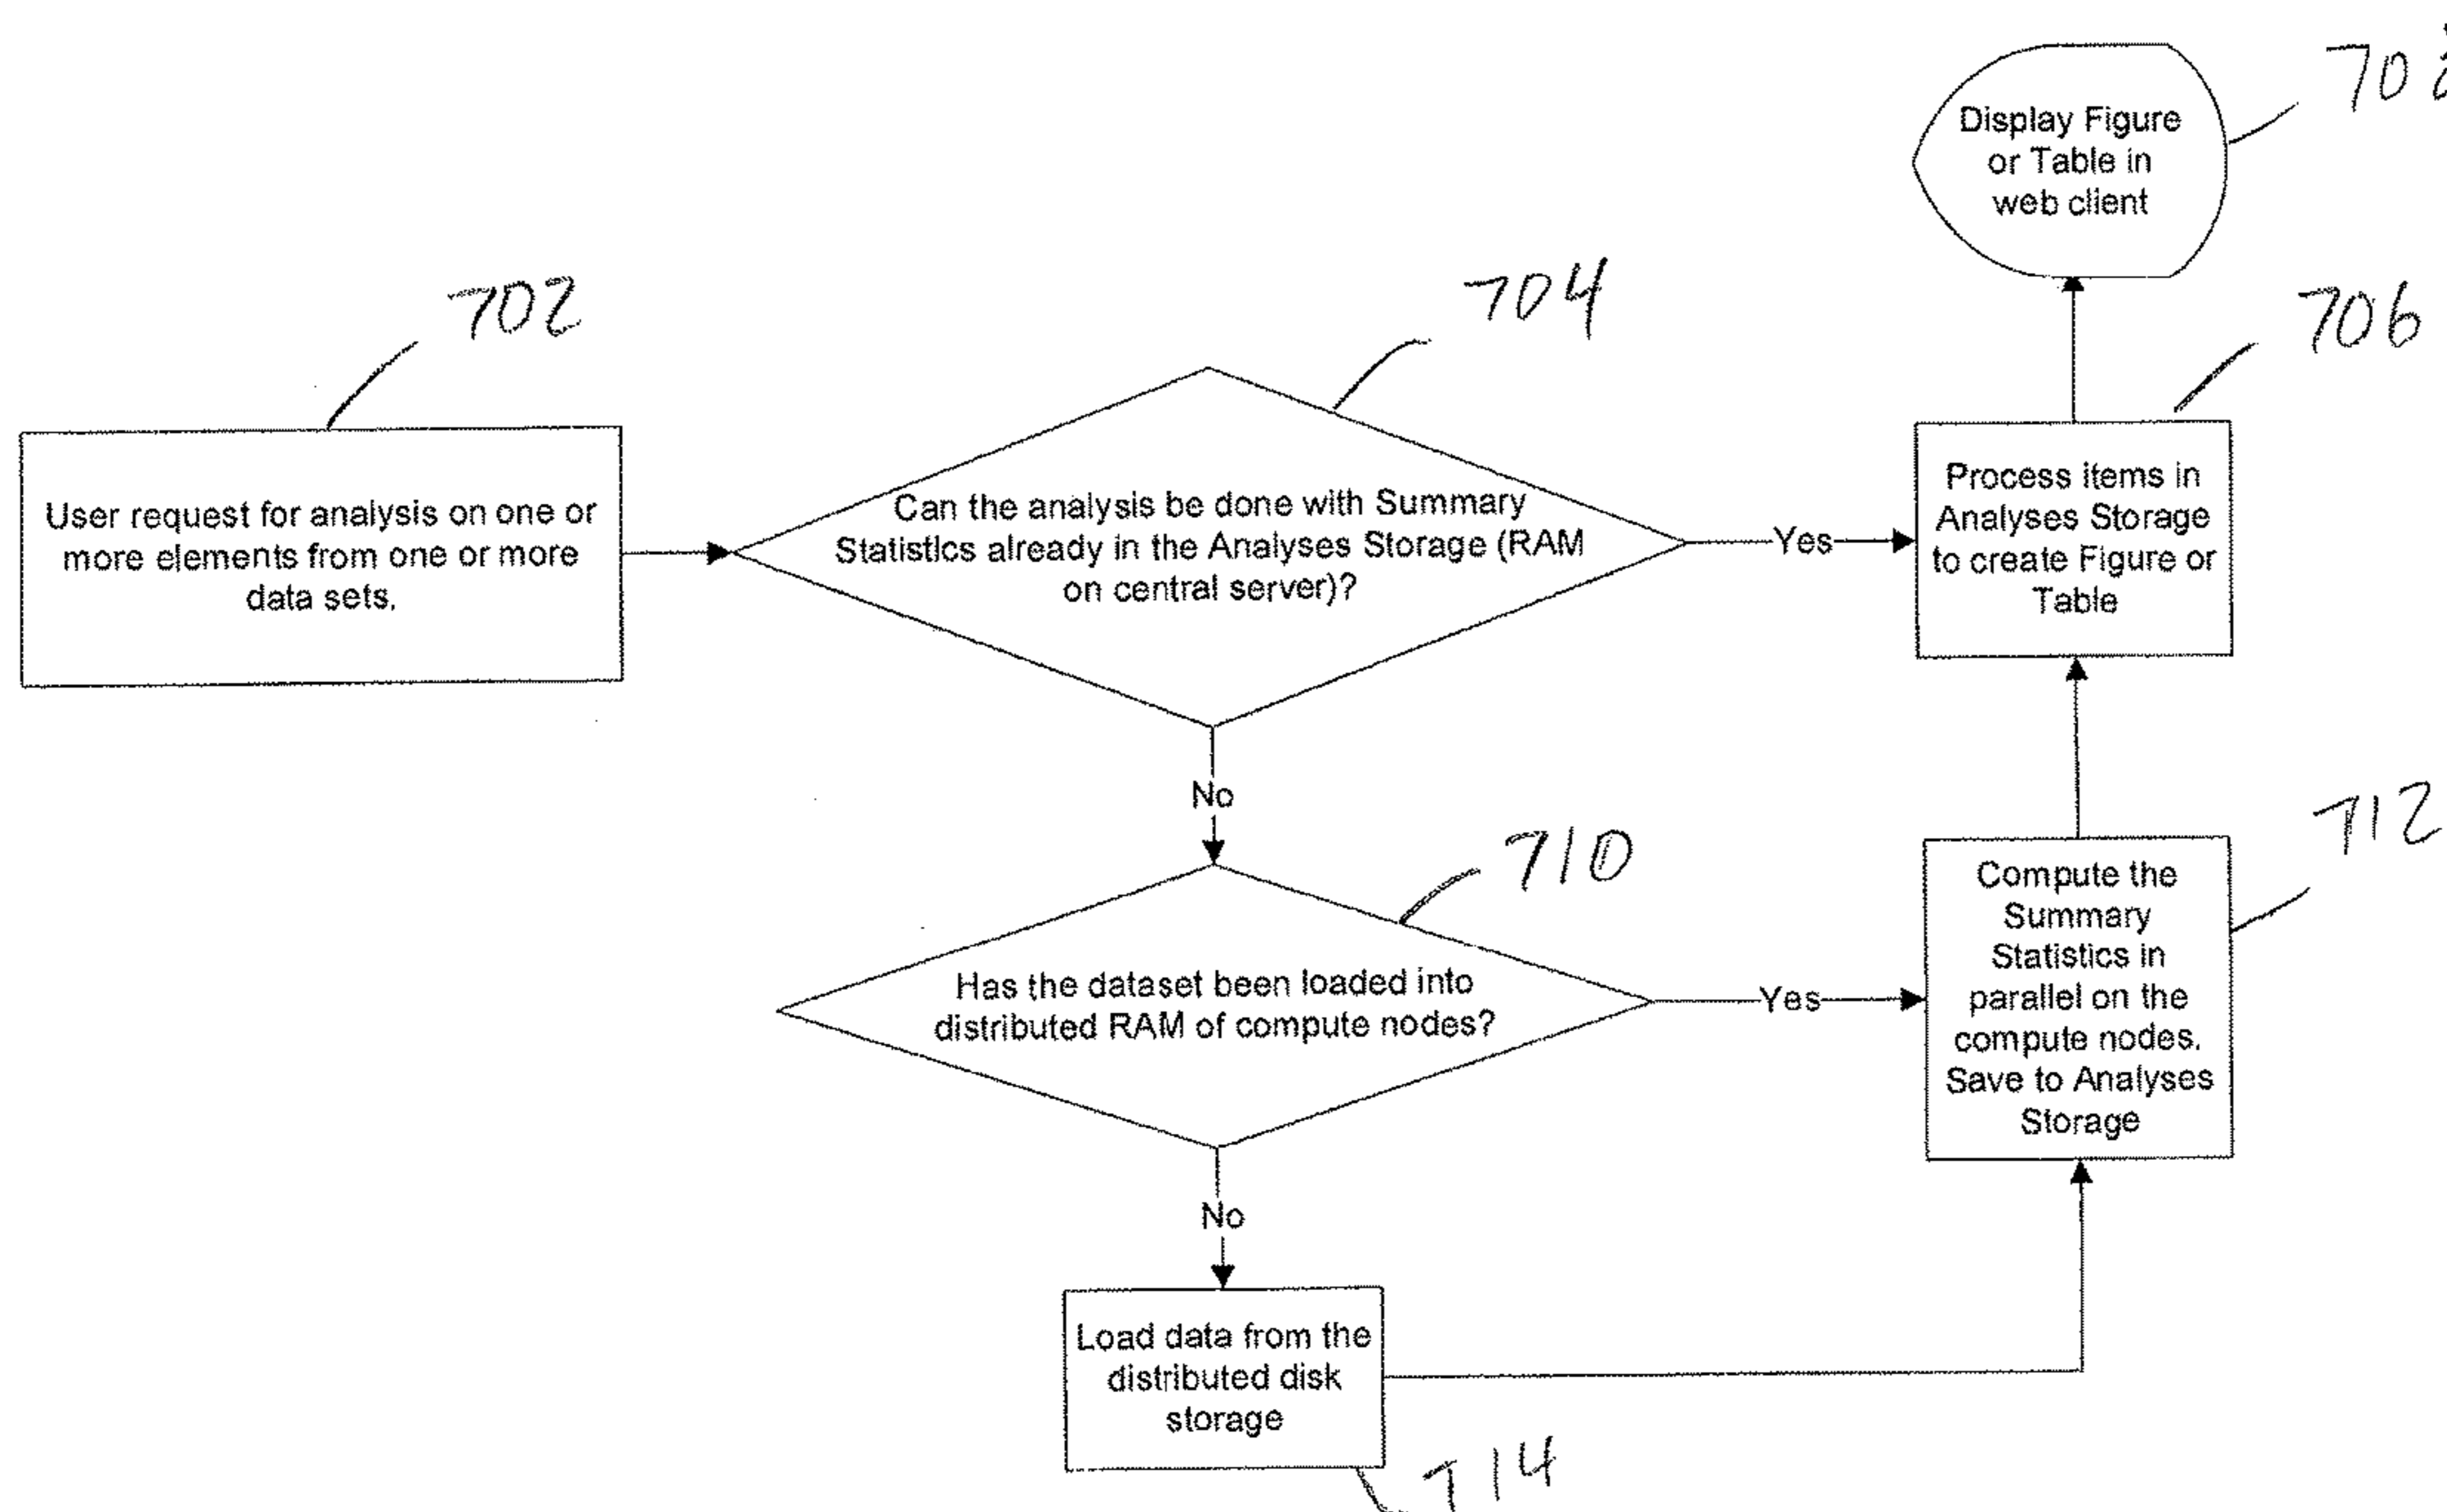 708
Display Figure
or Table in
web client
702
704
706
User request for analysis on one or
more elements from one or more
data sets.
Can the analysis be done with Summary
Statistics already in the Analyses Storage (RAM
on central server)?
Yes
Process items in
Analyses Storage
to create Figure or
Table
No
710
712
Has the dataset been loaded into
distributed RAM of compute nodes?
Yes
Compute the
Summary
Statistics in
parallel on the
compute nodes.
Save to Analyses
Storage
No
Load data from the
distributed disk
storage
714